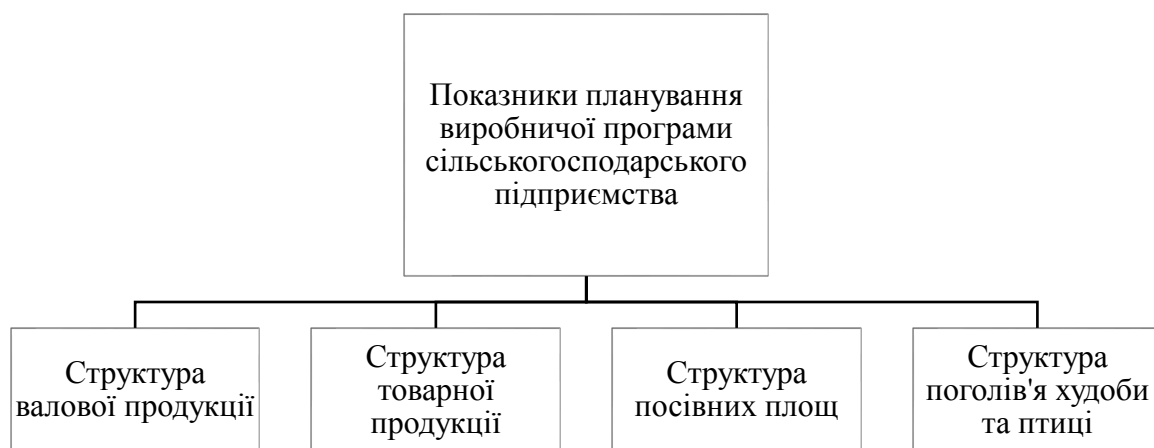 Показники планування
виробничої програми
сільськогосподарського
підприємства
Структура
валової продукції
Структура
товарної
продукції
Структура
посівних площ
Структура
поголів'я худоби
та птиці